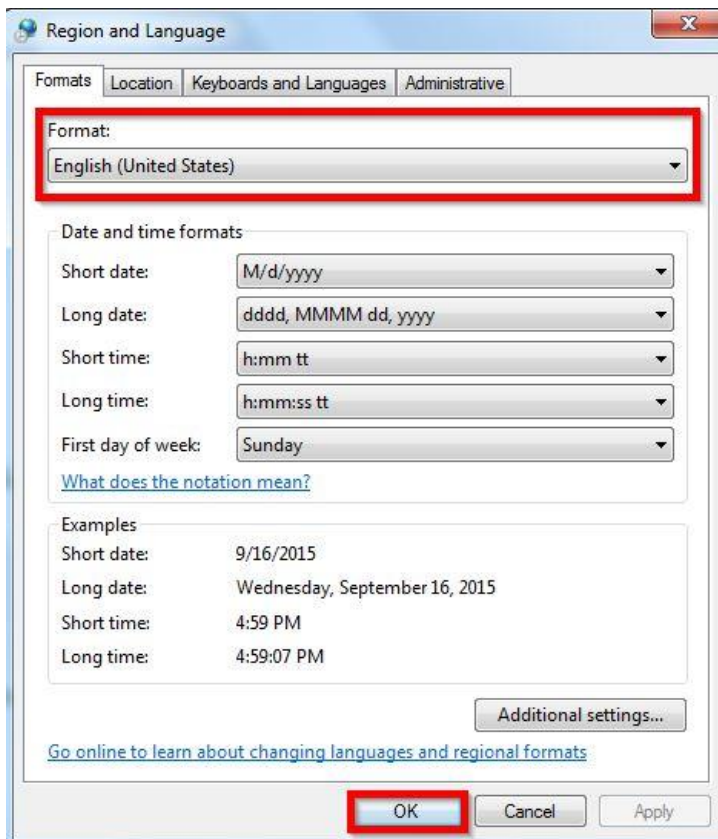 Region and Language
Formats Location Keyboards and Languages Administrative
Format:
English (United States)
Date and time formats
Short date: M/d/yyyy
Long date: dddd, MMMM dd, yyyy
Short time: h:mm tt
Long time: h:mm:ss tt
First day of week: Sunday
What does the notation mean?
Examples
Short date: 9/16/2015
Long date: Wednesday, September 16, 2015
Short time: 4:59 PM
Long time: 4:59:07 PM
Additional settings...
Go online to learn about changing languages and regional formats
OK Cancel Apply